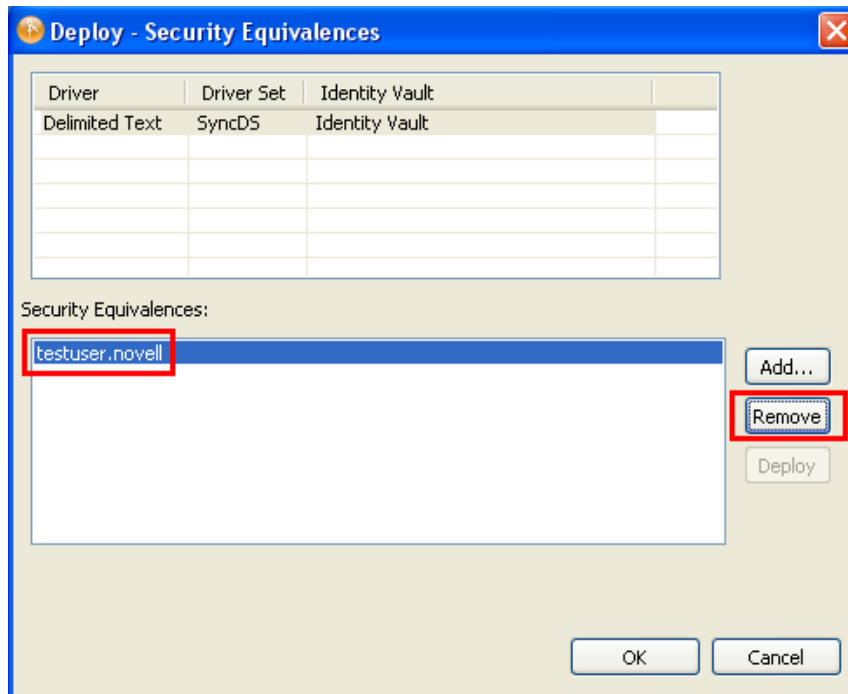 Deploy - Security Equivalences
Driver Driver Set Identity Vault
Delimited Text SyncDS Identity Vault
Security Equivalences:
testuser.novell
Add...
Remove
Deploy
OK Cancel